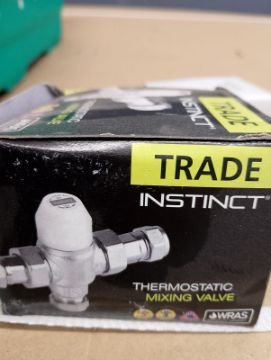 TRADE
INSTINCT
TRADE
INSTINCT®
THERMOSTATIC
MIXING VALVE
WRAS